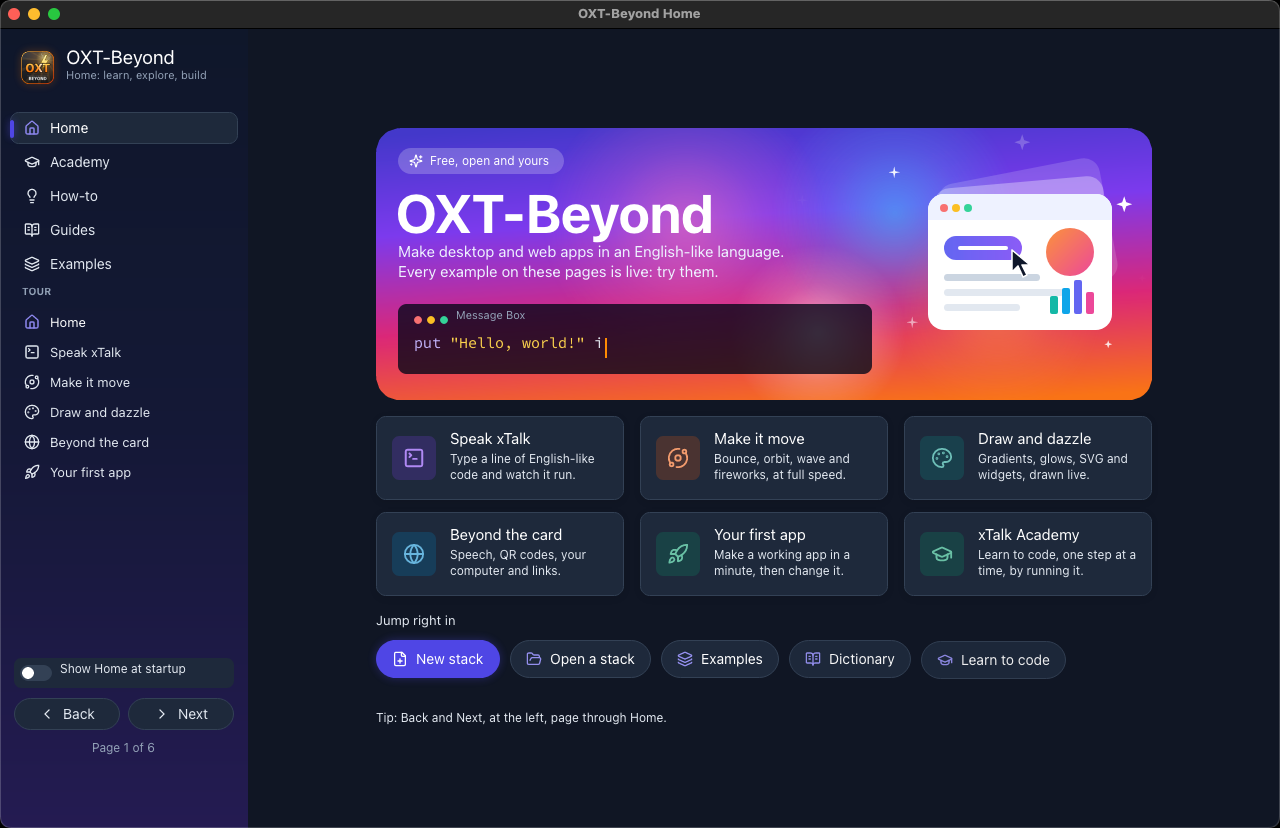 OXT-Beyond Home
OXT
BEYOND
OXT-Beyond
Home: learn, explore, build
Home
Academy
How-to
Guides
Examples
TOUR
Home
Speak xTalk
Make it move
Draw and dazzle
Beyond the card
Your first app
Show Home at startup
Back
Next
Page 1 of 6
Free, open and yours
OXT-Beyond
Make desktop and web apps in an English-like language.
Every example on these pages is live: try them.
Message Box
put "Hello, world!" i
Speak xTalk
Type a line of English-like
code and watch it run.
Make it move
Bounce, orbit, wave and
fireworks, at full speed.
Draw and dazzle
Gradients, glows, SVG and
widgets, drawn live.
Beyond the card
Speech, QR codes, your
computer and links.
Your first app
Make a working app in a
minute, then change it.
xTalk Academy
Learn to code, one step at a
time, by running it.
Jump right in
New stack
Open a stack
Examples
Dictionary
Learn to code
Tip: Back and Next, at the left, page through Home.